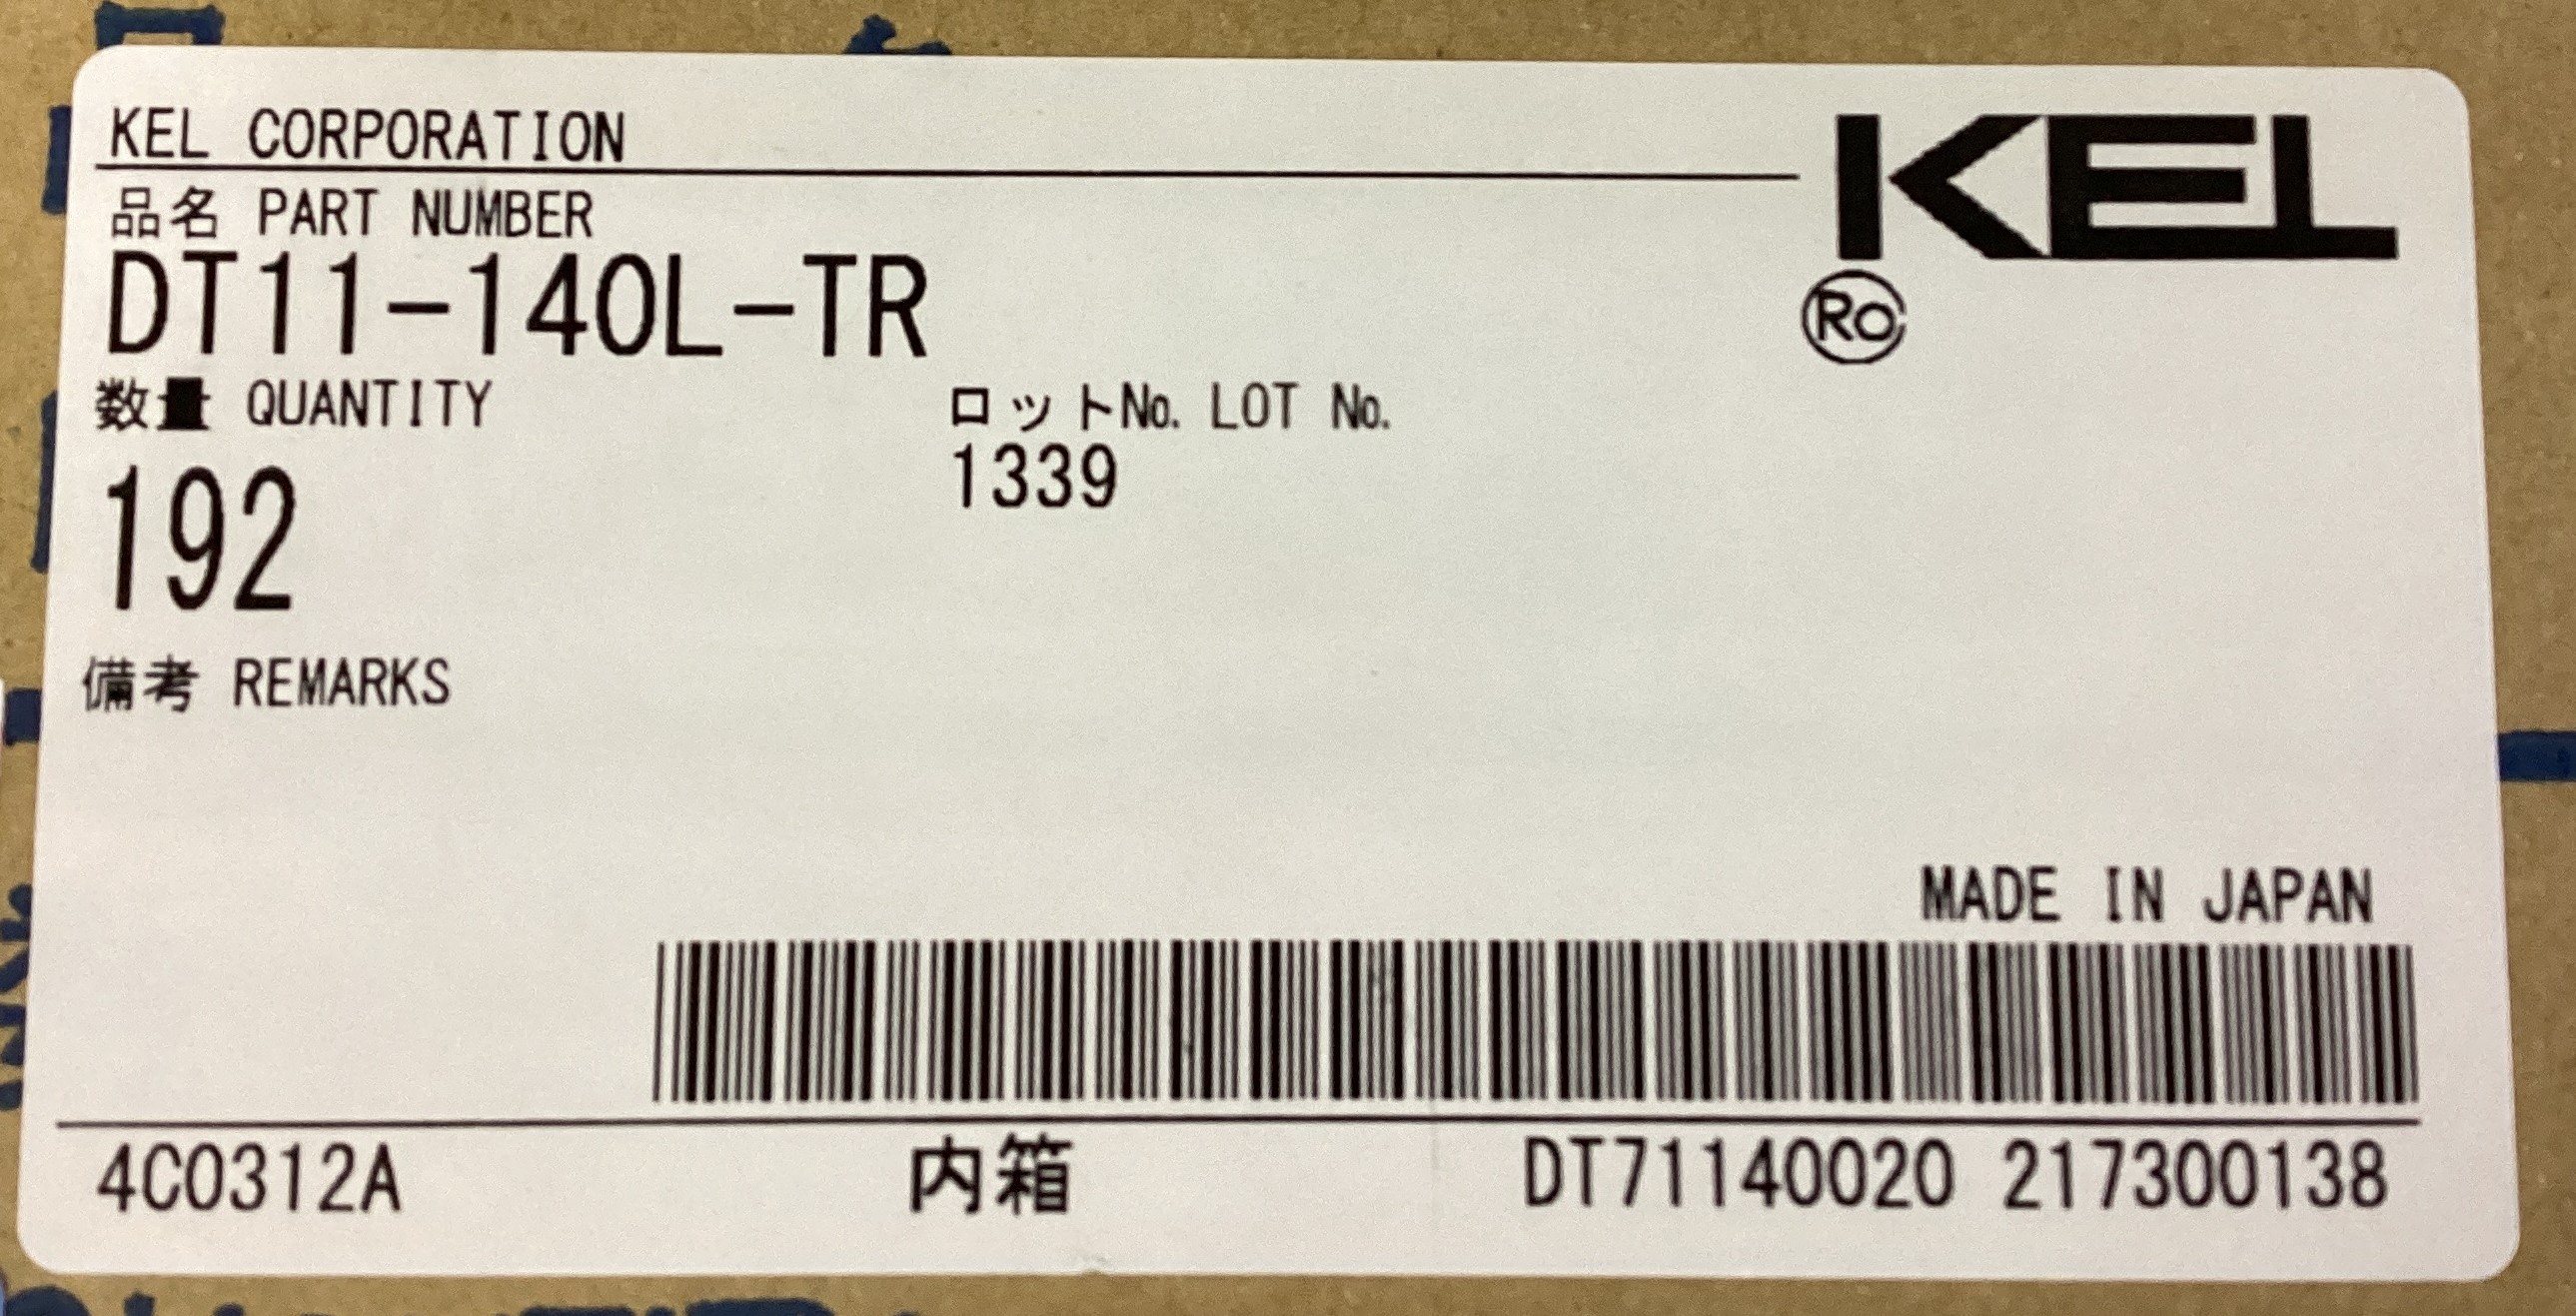 KEL CORPORATION
KEL
品名 PART NUMBER
DT11-140L-TR
Ro
数量 QUANTITY
ロットNo. LOT No.
192
1339
備考 REMARKS
MADE IN JAPAN
4C0312A 内箱 DT71140020 217300138